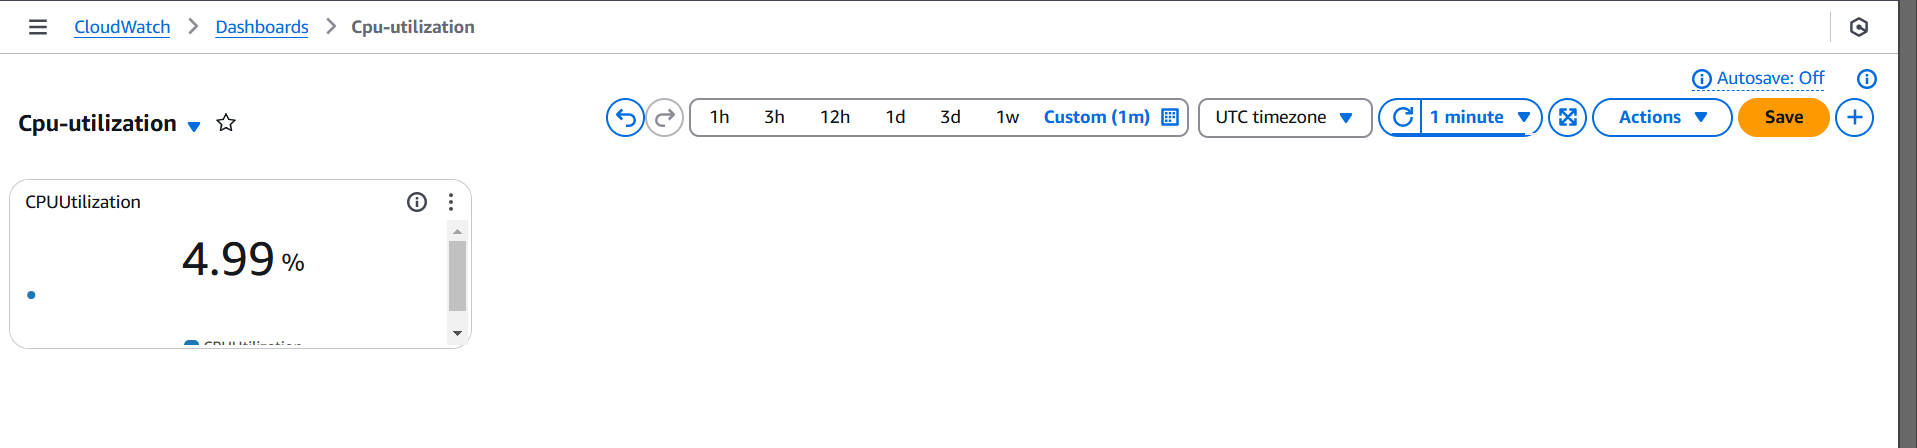 CloudWatch > Dashboards > Cpu-utilization
Autosave: Off
Cpu-utilization
1h 3h 12h 1d 3d 1w Custom (1m) UTC timezone 1 minute Actions Save
CPUUtilization
4.99 %
CPUUtilization